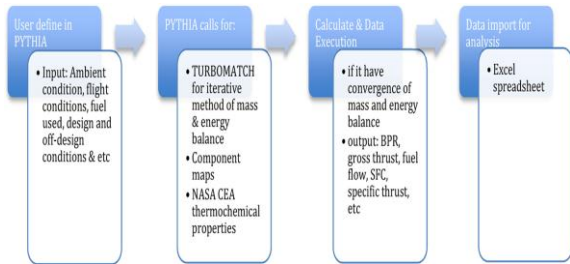 User define in
PYTHIA
• Input: Ambient
condition, flight
conditions, fuel
used, design and
off-design
conditions & etc
PYTHIA calls for:
• TURBOMATCH
for iterative
method of mass
& energy
balance
• Component
maps
• NASA CEA
thermochemical
properties
Calculate & Data
Execution
• if it have
convergence of
mass and energy
balance
• output: BPR,
gross thrust, fuel
flow, SFC,
specific thrust,
etc
Data import for
analysis
• Excel
spreadsheet